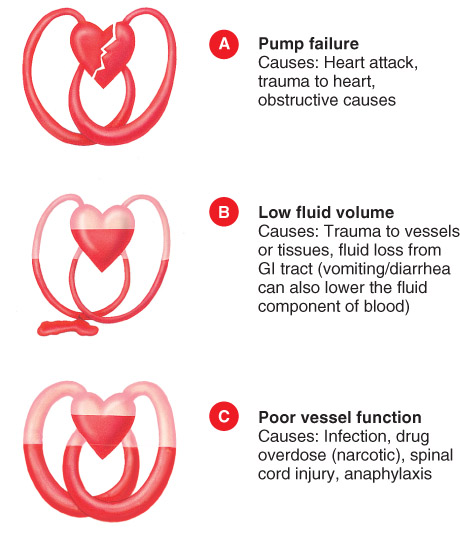 A
Pump failure
Causes: Heart attack,
trauma to heart,
obstructive causes
B
Low fluid volume
Causes: Trauma to vessels
or tissues, fluid loss from
GI tract (vomiting/diarrhea
can also lower the fluid
component of blood)
C
Poor vessel function
Causes: Infection, drug
overdose (narcotic), spinal
cord injury, anaphylaxis